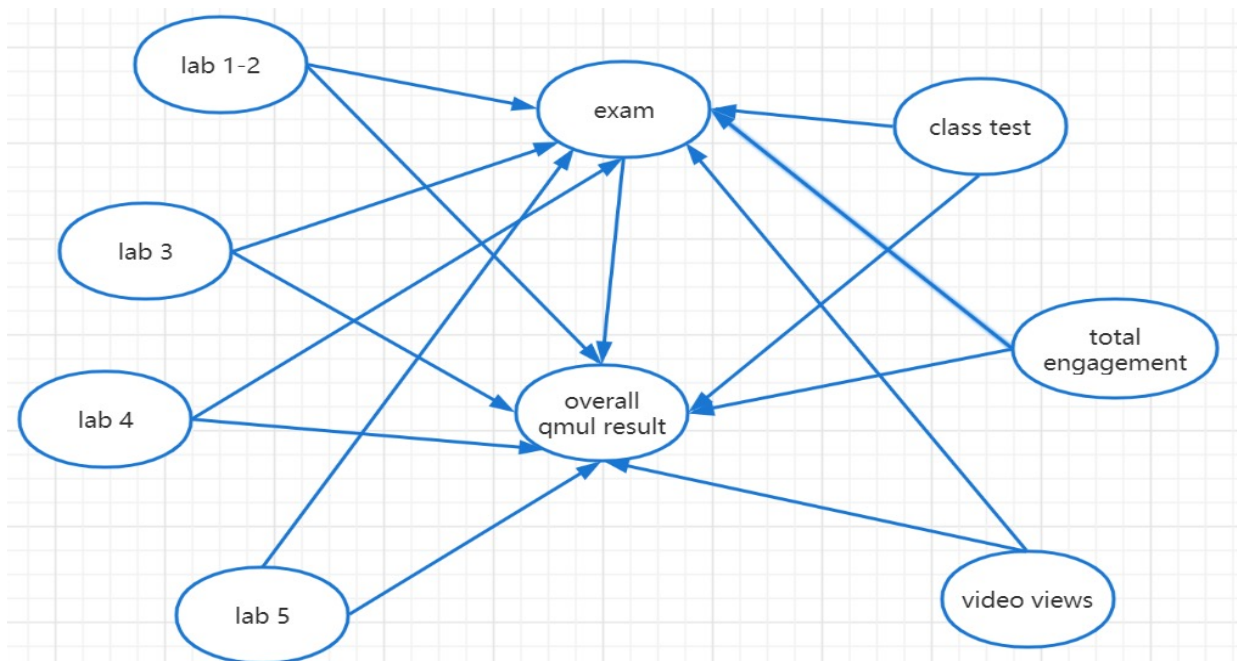 lab 1-2
exam
class test
lab 3
total
engagement
overall
qmul result
lab 4
lab 5
video views